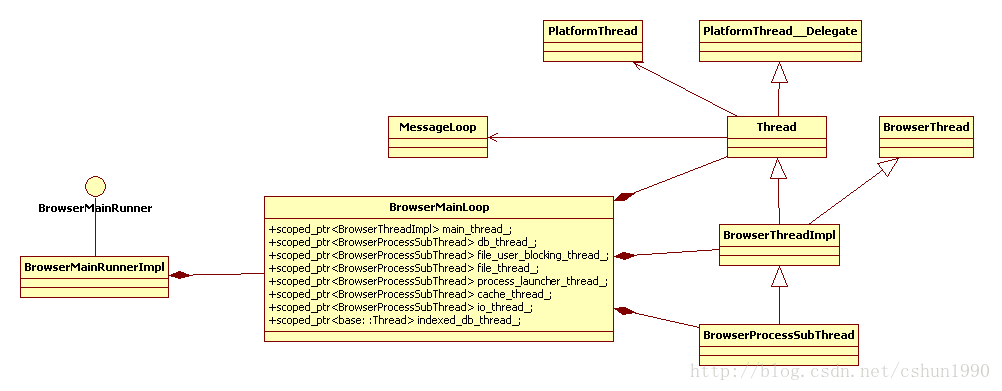 PlatformThread
PlatformThread__Delegate
MessageLoop
Thread
BrowserThread
BrowserMainRunner
BrowserMainLoop
+scoped_ptr<BrowserThreadImpl> main_thread_;
+scoped_ptr<BrowserProcessSubThread> db_thread_;
+scoped_ptr<BrowserProcessSubThread> file_user_blocking_thread_;
+scoped_ptr<BrowserProcessSubThread> file_thread_;
+scoped_ptr<BrowserProcessSubThread> process_launcher_thread_;
+scoped_ptr<BrowserProcessSubThread> cache_thread_;
+scoped_ptr<BrowserProcessSubThread> io_thread_;
+scoped_ptr<base: :Thread> indexed_db_thread_;
BrowserThreadImpl
BrowserMainRunnerImpl
BrowserProcessSubThread
http://blog.csdn.net/cshun1990